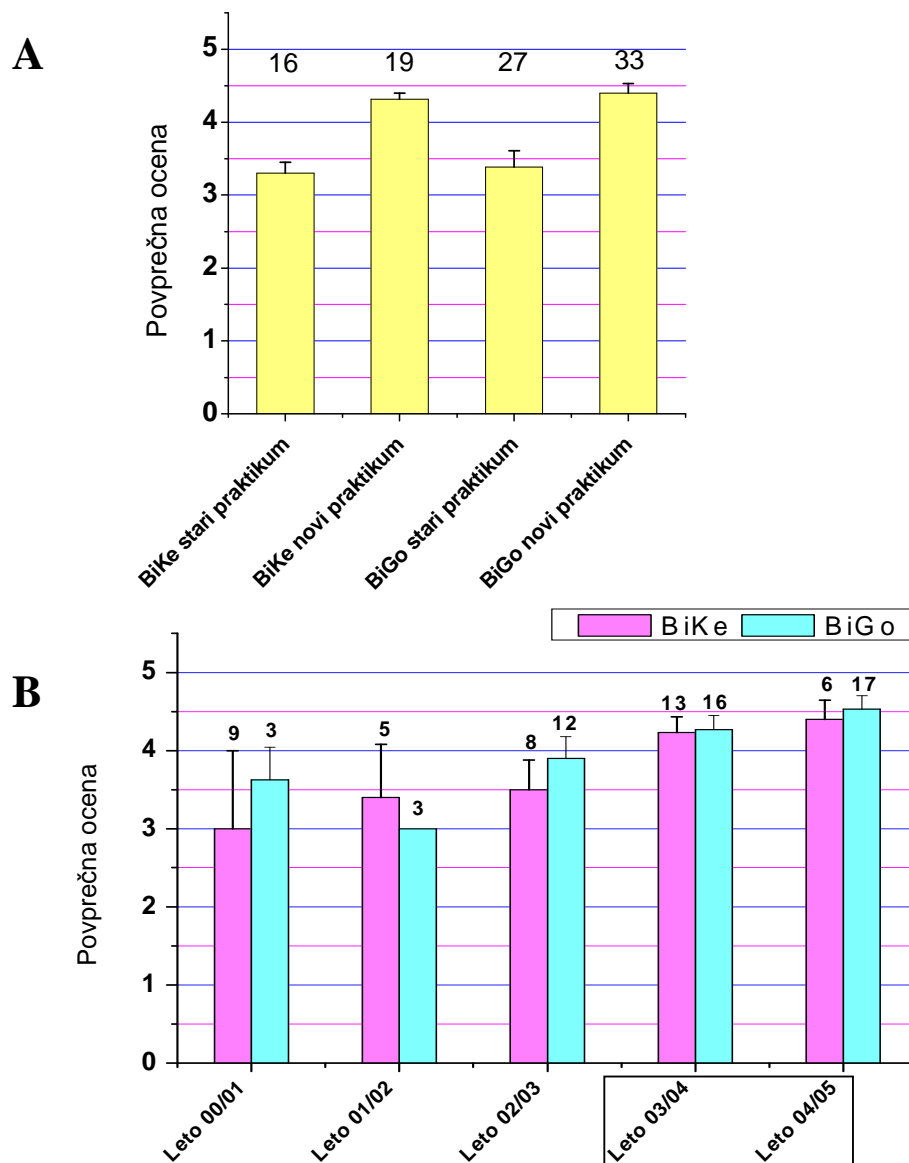 A
Povprečna ocena
5
4
3
2
1
0
16
19
27
33
BiKe stari praktikum
BiKe novi praktikum
BiGo stari praktikum
BiGo novi praktikum
BiKe
BiGo
B
Povprečna ocena
5
4
3
2
1
0
9
3
5
3
8
12
13
16
6
17
Leto 00/01
Leto 01/02
Leto 02/03
Leto 03/04
Leto 04/05